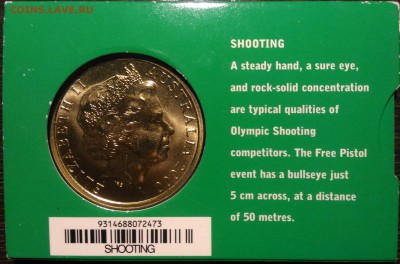 COINS.LAVE.RU
SHOOTING
A steady hand, a sure eye,
and rock-solid concentration
are typical qualities of
Olympic Shooting
competitors. The Free Pistol
event has a bullseye just
5 cm across, at a distance
of 50 metres.
ELIZABETH II AUSTRALIA 2000
9314688072473
SHOOTING